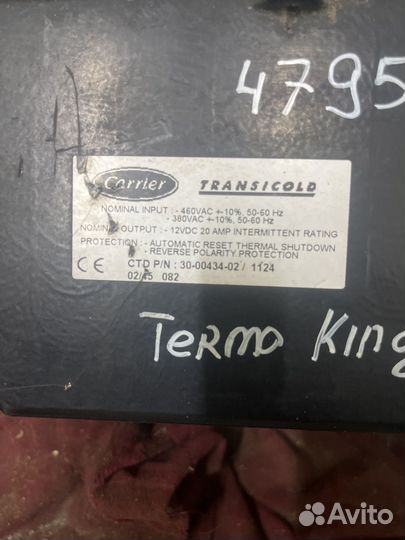 4795
Carrier TRANSICOLD
NOMINAL INPUT : - 460VAC +-10%, 50-60 Hz
- 380VAC +-10%, 50-60 Hz
NOMINAL OUTPUT : - 12VDC 20 AMP INTERMITTENT RATING
PROTECTION : - AUTOMATIC RESET THERMAL SHUTDOWN
- REVERSE POLARITY PROTECTION
CE CTD P/N : 30-00434-02 / 1124
02/45 082
Termo King
Avito